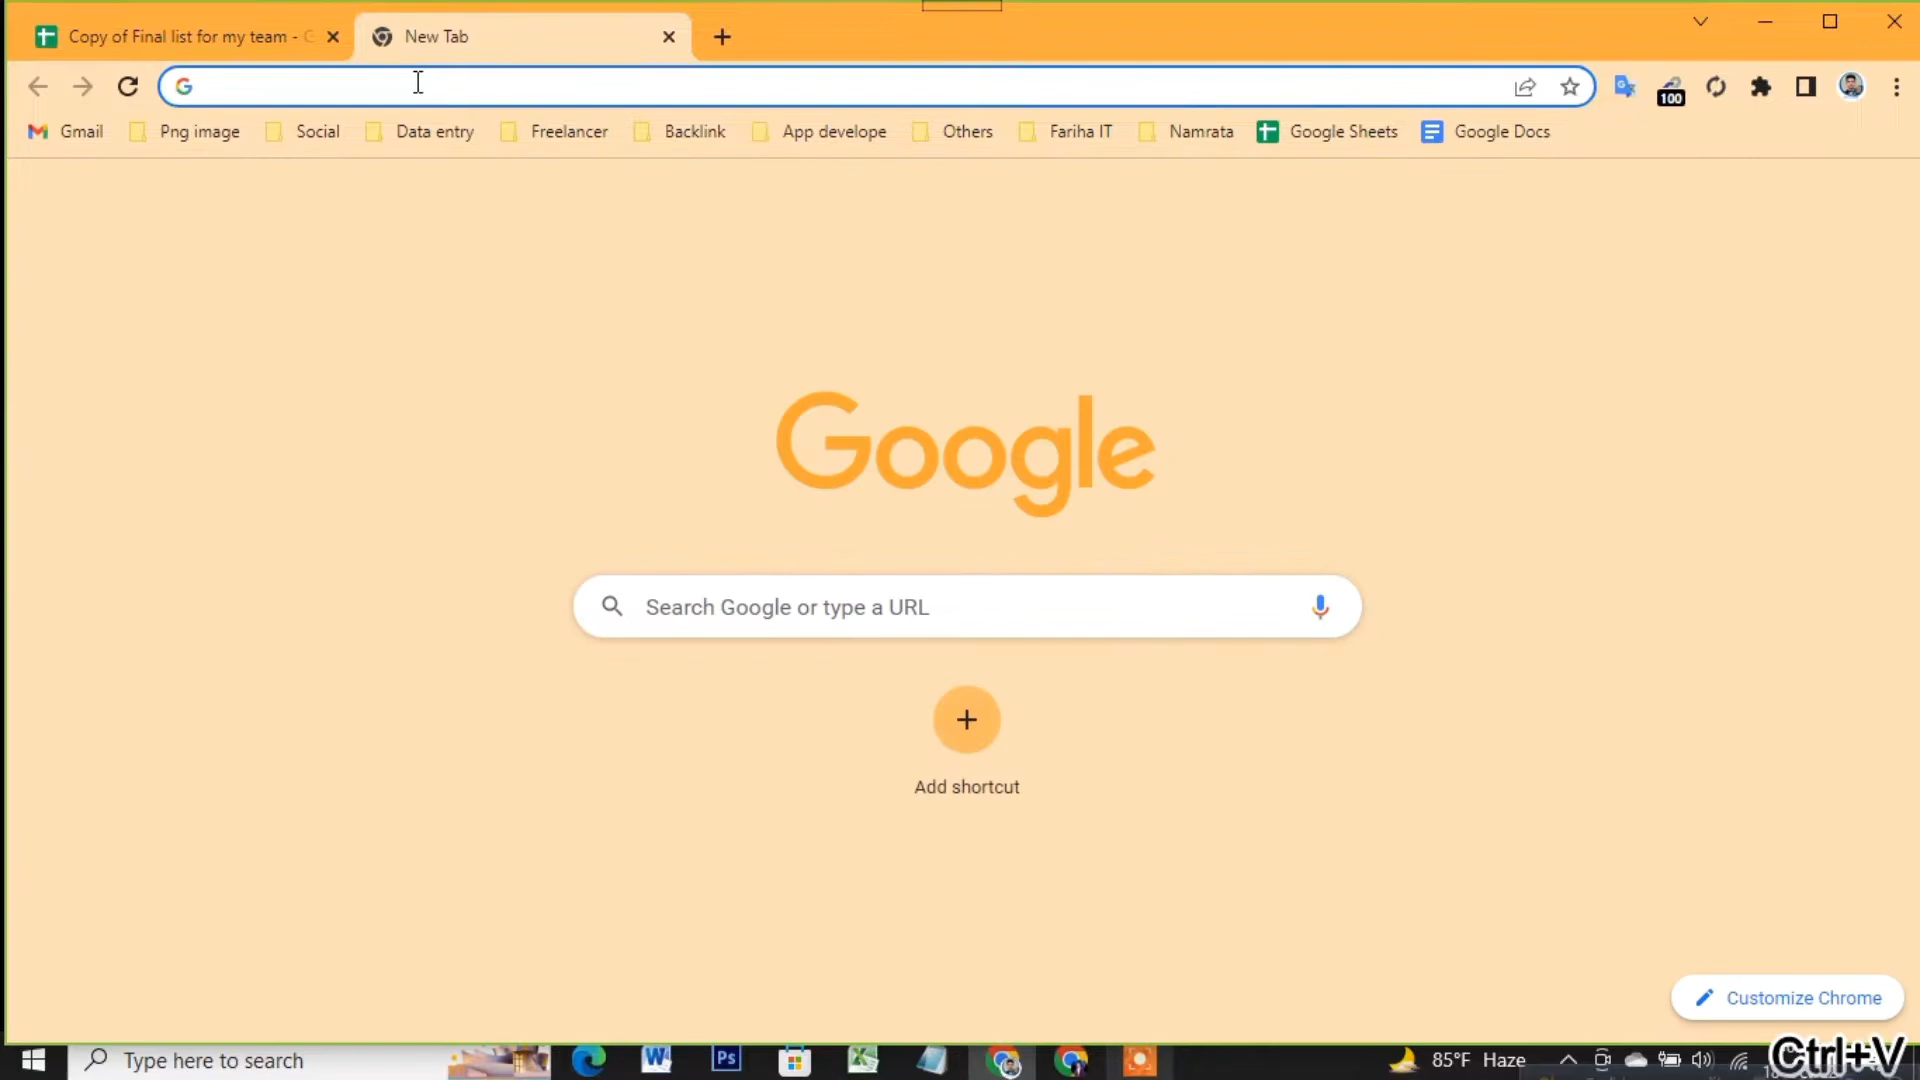 Copy of Final list for my team -
New Tab
100
Gmail
Png image
Social
Data entry
Freelancer
Backlink
App develope
Others
Fariha IT
Namrata
Google Sheets
Google Docs
Google
Search Google or type a URL
Add shortcut
Customize Chrome
Type here to search
85°F Haze
Ctrl+V